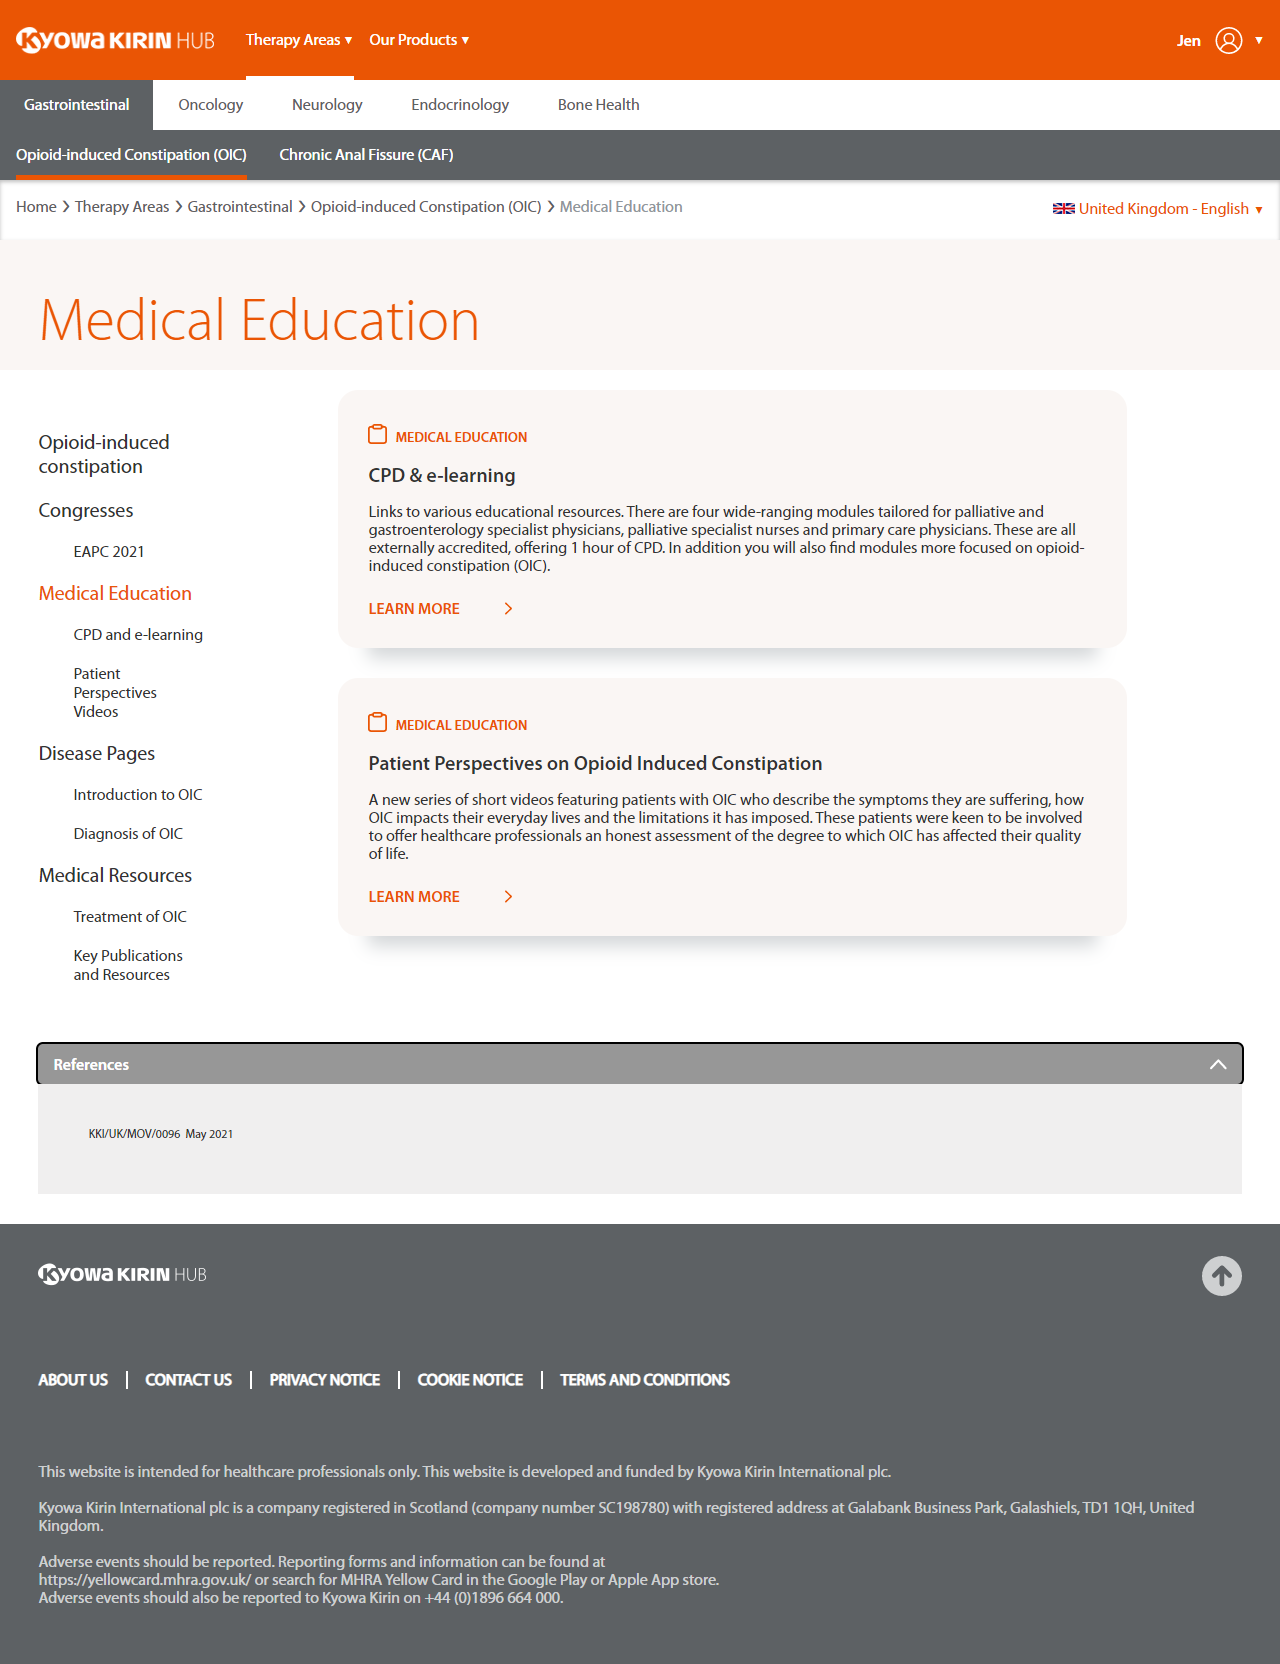 KYOWA KIRIN HUB
Therapy Areas ▾
Our Products ▾
Jen
Gastrointestinal
Oncology
Neurology
Endocrinology
Bone Health
Opioid-induced Constipation (OIC)
Chronic Anal Fissure (CAF)
Home > Therapy Areas > Gastrointestinal > Opioid-induced Constipation (OIC) > Medical Education
United Kingdom - English ▾
Medical Education
Opioid-induced
constipation
Congresses
EAPC 2021
Medical Education
CPD and e-learning
Patient
Perspectives
Videos
Disease Pages
Introduction to OIC
Diagnosis of OIC
Medical Resources
Treatment of OIC
Key Publications
and Resources
MEDICAL EDUCATION
CPD & e-learning
Links to various educational resources. There are four wide-ranging modules tailored for palliative and
gastroenterology specialist physicians, palliative specialist nurses and primary care physicians. These are all
externally accredited, offering 1 hour of CPD. In addition you will also find modules more focused on opioid-
induced constipation (OIC).
LEARN MORE
MEDICAL EDUCATION
Patient Perspectives on Opioid Induced Constipation
A new series of short videos featuring patients with OIC who describe the symptoms they are suffering, how
OIC impacts their everyday lives and the limitations it has imposed. These patients were keen to be involved
to offer healthcare professionals an honest assessment of the degree to which OIC has affected their quality
of life.
LEARN MORE
References
KKI/UK/MOV/0096 May 2021
KYOWA KIRIN HUB
ABOUT US
CONTACT US
PRIVACY NOTICE
COOKIE NOTICE
TERMS AND CONDITIONS
This website is intended for healthcare professionals only. This website is developed and funded by Kyowa Kirin International plc.
Kyowa Kirin International plc is a company registered in Scotland (company number SC198780) with registered address at Galabank Business Park, Galashiels, TD1 1QH, United
Kingdom.
Adverse events should be reported. Reporting forms and information can be found at
https://yellowcard.mhra.gov.uk/ or search for MHRA Yellow Card in the Google Play or Apple App store.
Adverse events should also be reported to Kyowa Kirin on +44 (0)1896 664 000.